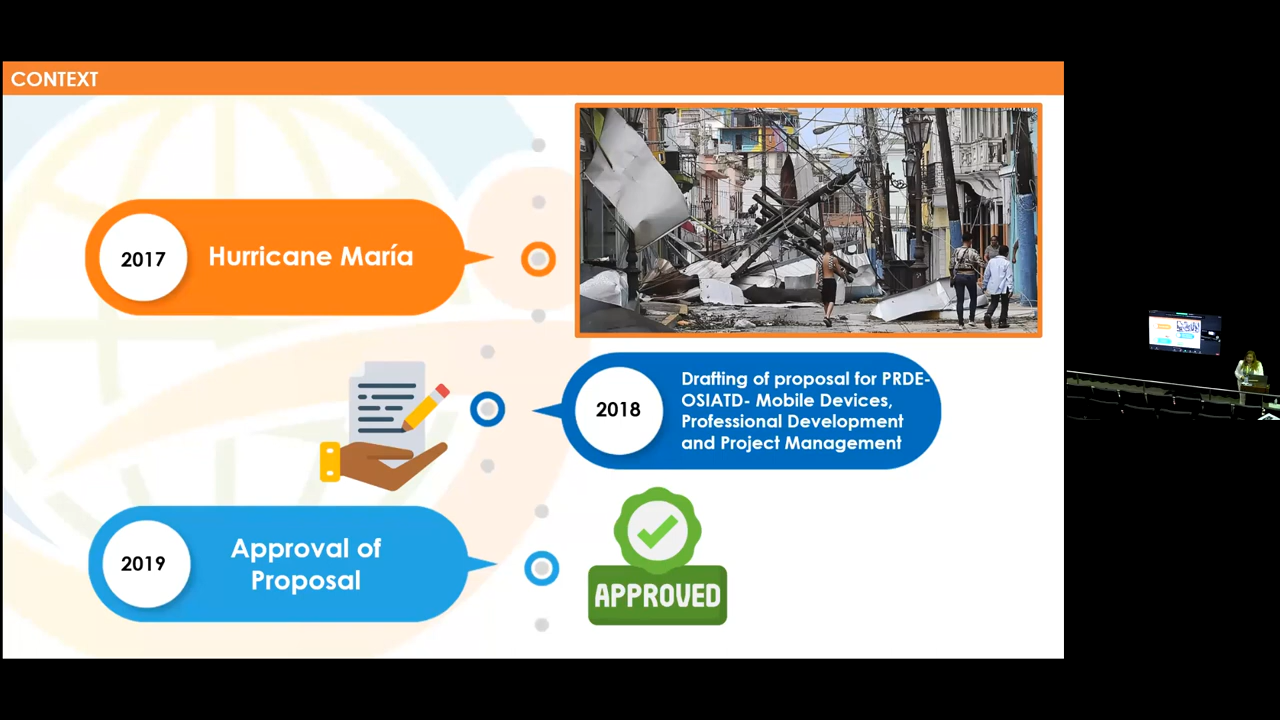 CONTEXT
2017
Hurricane María
2018
Drafting of proposal for PRDE-
OSIATD- Mobile Devices,
Professional Development
and Project Management
2019
Approval of
Proposal
APPROVED